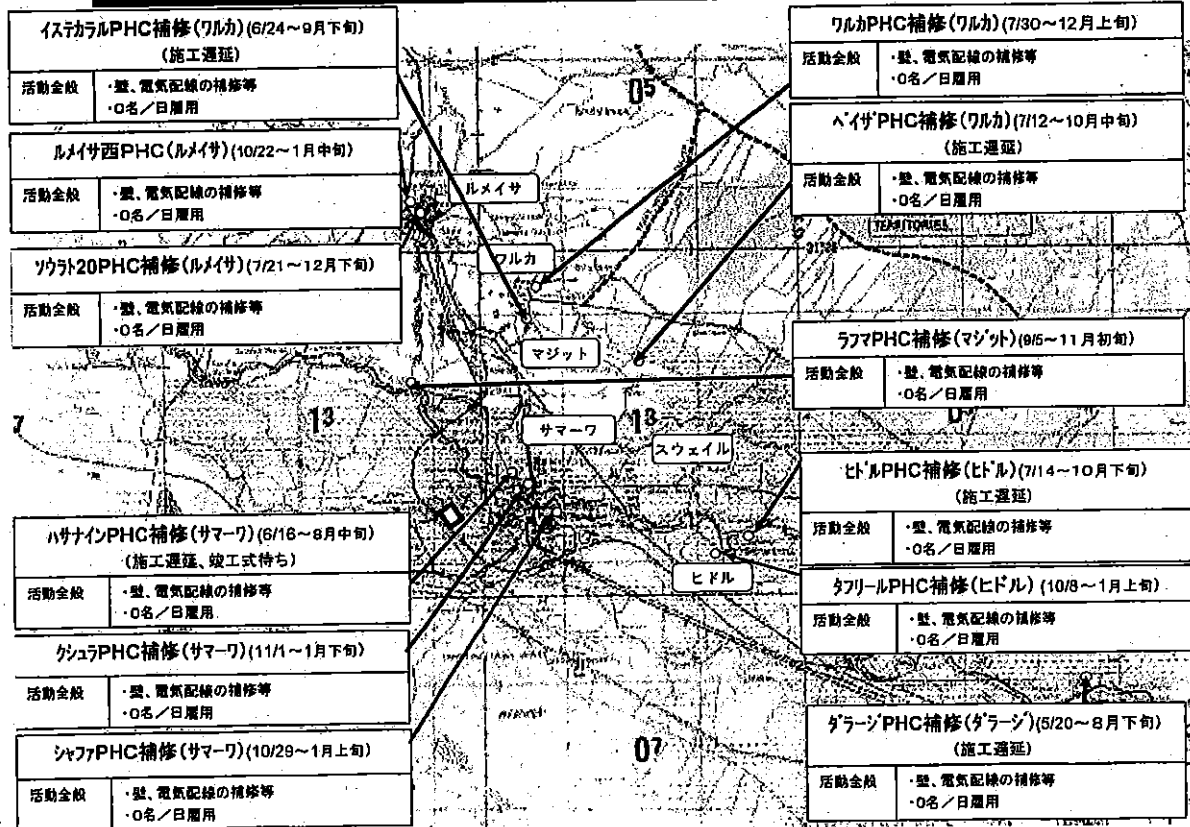 イステカラルPHC補修(ワルカ)(6/24～9月下旬)
(施工遅延)
活動全般
・壁、電気配線の補修等
・0名／日雇用
ルメイサ西PHC(ルメイサ)(10/22～1月中旬)
活動全般
・壁、電気配線の補修等
・0名／日雇用
ソウラト20PHC補修(ルメイサ)(7/21～12月下旬)
活動全般
・壁、電気配線の補修等
・0名／日雇用
ハサナインPHC補修(サマーワ)(6/16～8月中旬)
(施工遅延、竣工式待ち)
活動全般
・壁、電気配線の補修等
・0名／日雇用
クシュラPHC補修(サマーワ)(11/1～1月下旬)
活動全般
・壁、電気配線の補修等
・0名／日雇用
シャファPHC補修(サマーワ)(10/29～1月上旬)
活動全般
・壁、電気配線の補修等
・0名／日雇用
ルメイサ
ワルカ
マジット
サマーワ
スウェイル
ヒドル
05
13
13
07
7
TERRITORIES
ワルカPHC補修(ワルカ)(7/30～12月上旬)
活動全般
・壁、電気配線の補修等
・0名／日雇用
ベイザPHC補修(ワルカ)(7/12～10月中旬)
(施工遅延)
活動全般
・壁、電気配線の補修等
・0名／日雇用
ラフマPHC補修(マジット)(9/5～11月初旬)
活動全般
・壁、電気配線の補修等
・0名／日雇用
ヒドルPHC補修(ヒドル)(7/14～10月下旬)
(施工遅延)
活動全般
・壁、電気配線の補修等
・0名／日雇用
タフリールPHC補修(ヒドル)(10/8～1月上旬)
活動全般
・壁、電気配線の補修等
・0名／日雇用
ダラージPHC補修(ダラージ)(5/20～8月下旬)
(施工遅延)
活動全般
・壁、電気配線の補修等
・0名／日雇用